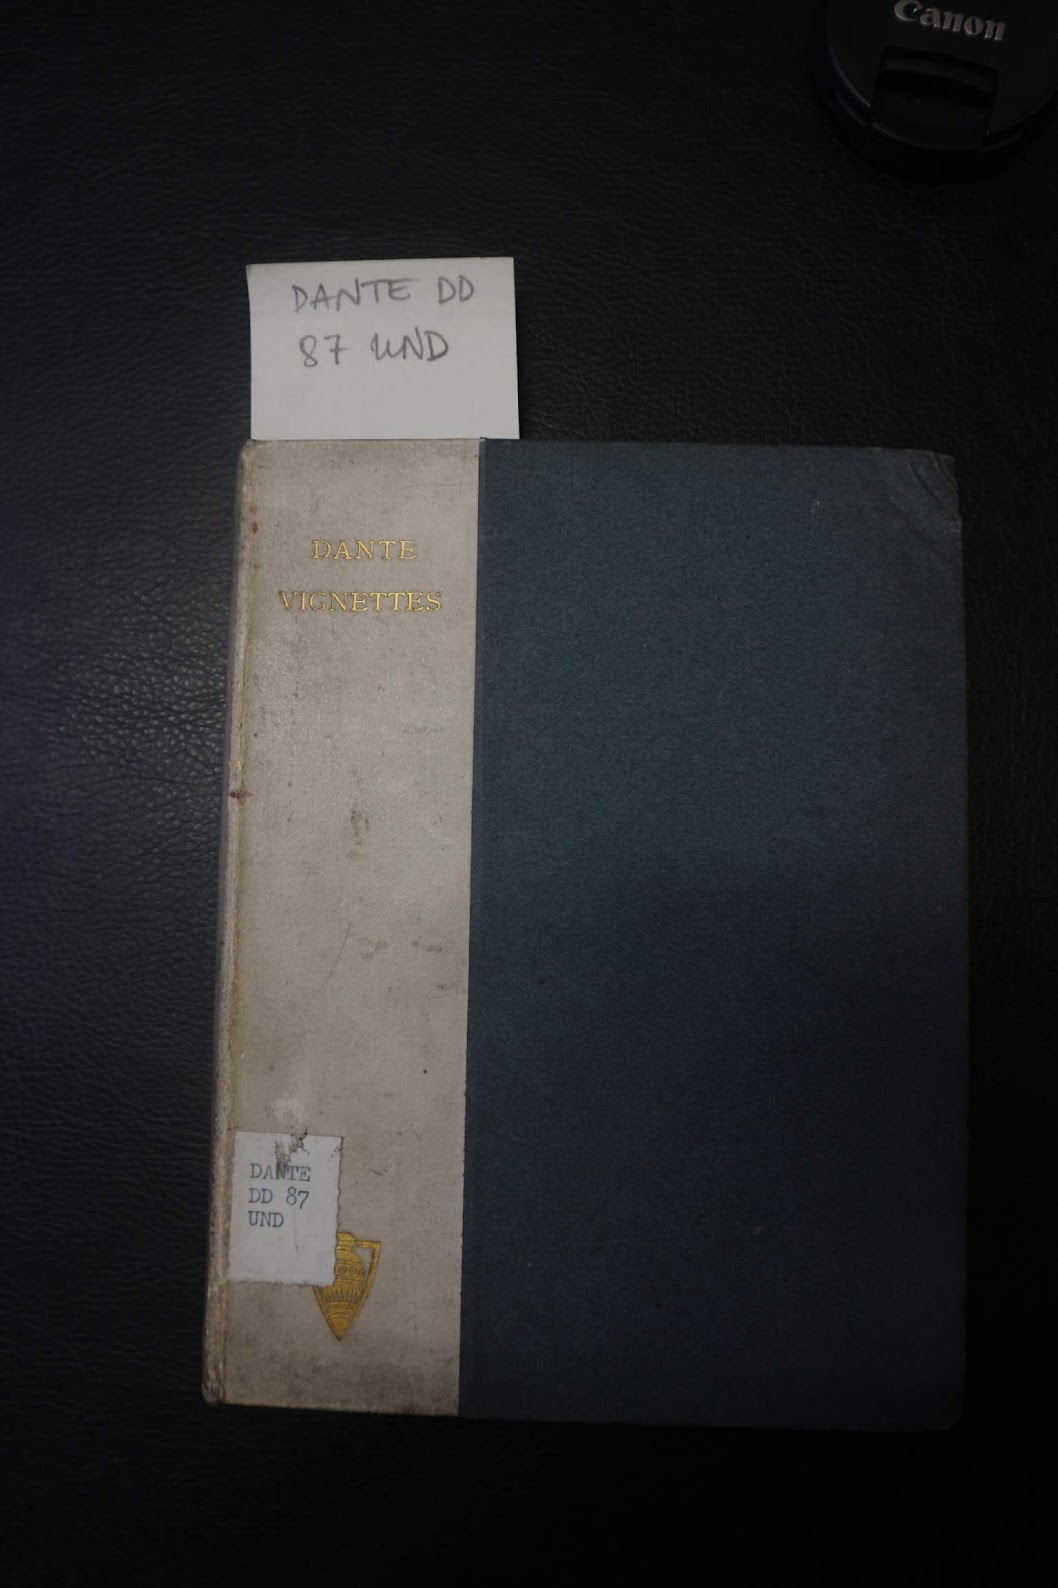 Canon
DANTE DD
87 UND
DANTE
VIGNETTES
DANTE
DD 87
UND